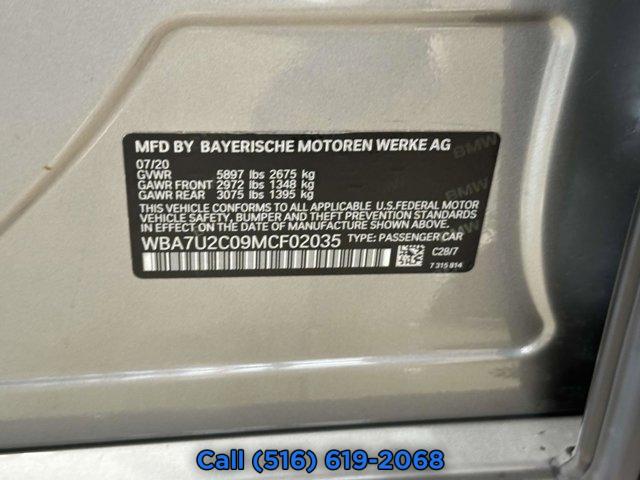 MFD BY BAYERISCHE MOTOREN WERKE AG
07/20
GVWR 5897 lbs 2675 kg
GAWR FRONT 2972 lbs 1348 kg
GAWR REAR 3075 lbs 1395 kg
THIS VEHICLE CONFORMS TO ALL APPLICABLE U.S.FEDERAL MOTOR
VEHICLE SAFETY, BUMPER AND THEFT PREVENTION STANDARDS
IN EFFECT ON THE DATE OF MANUFACTURE SHOWN ABOVE.
WBA7U2C09MCF02035 TYPE: PASSENGER CAR
C28/7
7 315 814
BMW
BMW
Call (516) 619-2068